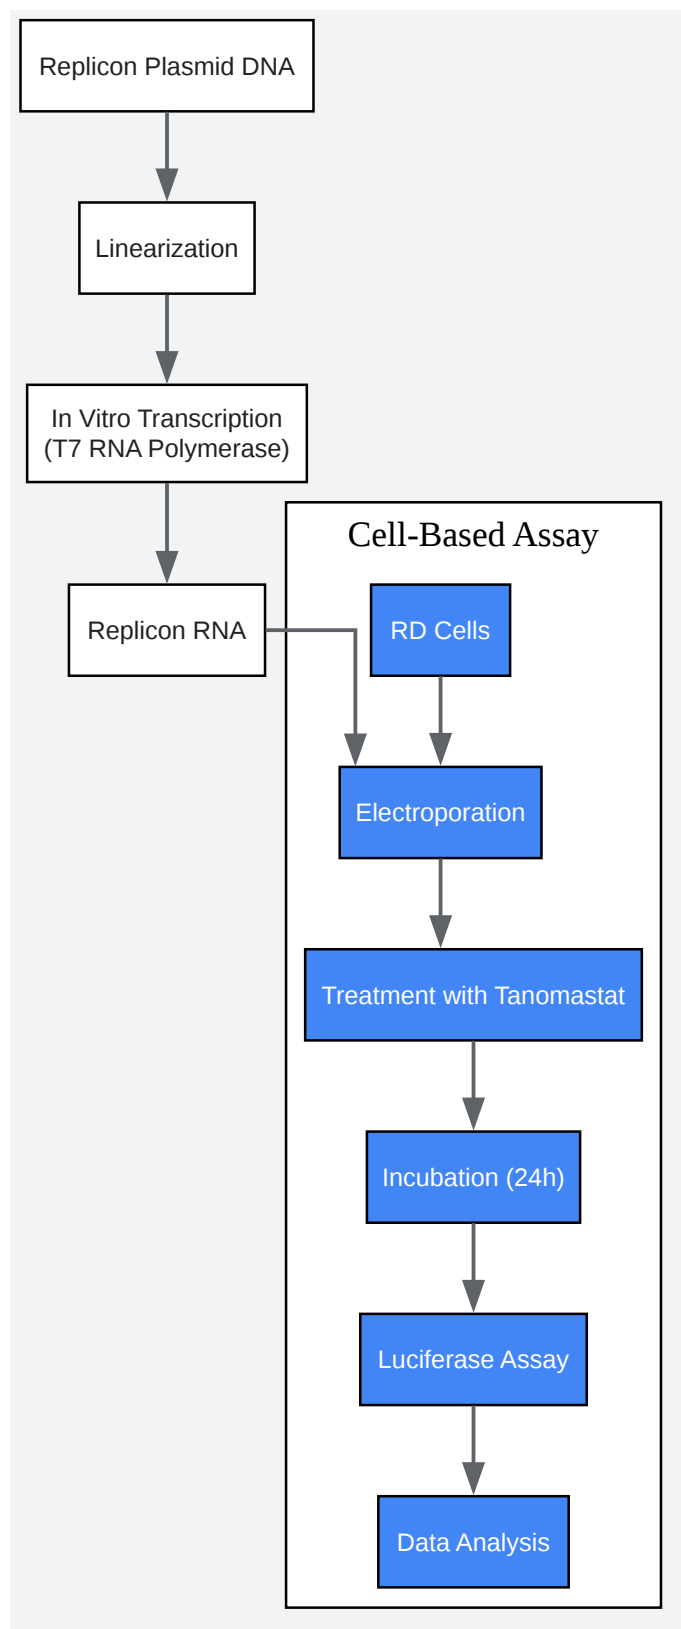 Replicon Plasmid DNA
Linearization
In Vitro Transcription
(T7 RNA Polymerase)
Replicon RNA
Cell-Based Assay
RD Cells
Electroporation
Treatment with Tanomastat
Incubation (24h)
Luciferase Assay
Data Analysis